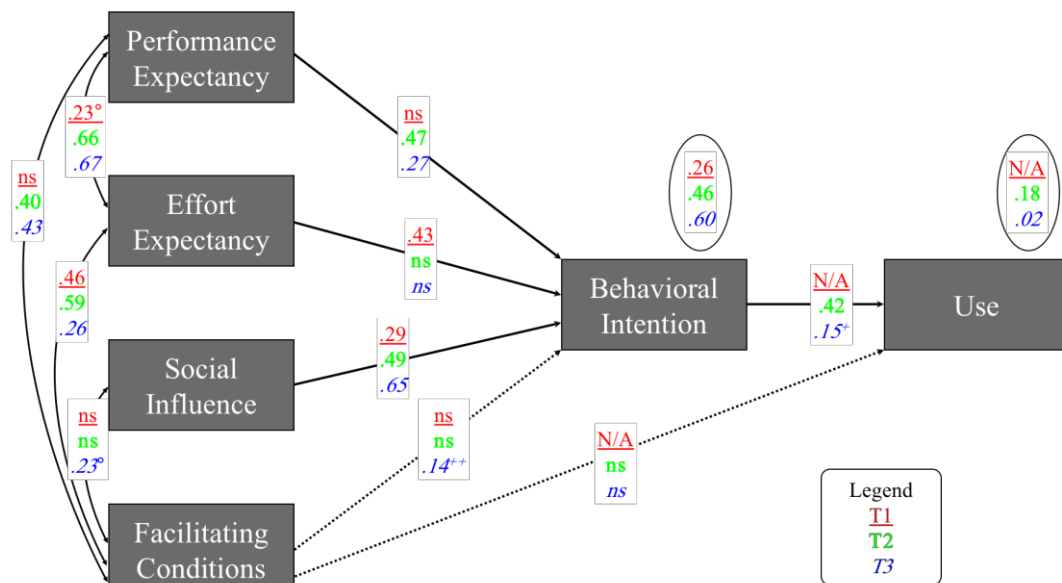 Performance
Expectancy
.23°
.66
.67
ns
.47
.27
ns
.40
.43
Effort
Expectancy
.26
.46
.60
N/A
.18
.02
.43
ns
ns
.46
.59
.26
Behavioral
Intention
N/A
.42
.15+
Use
Social
Influence
.29
.49
.65
ns
ns
.23°
ns
ns
.14++
N/A
ns
ns
Facilitating
Conditions
Legend
T1
T2
T3